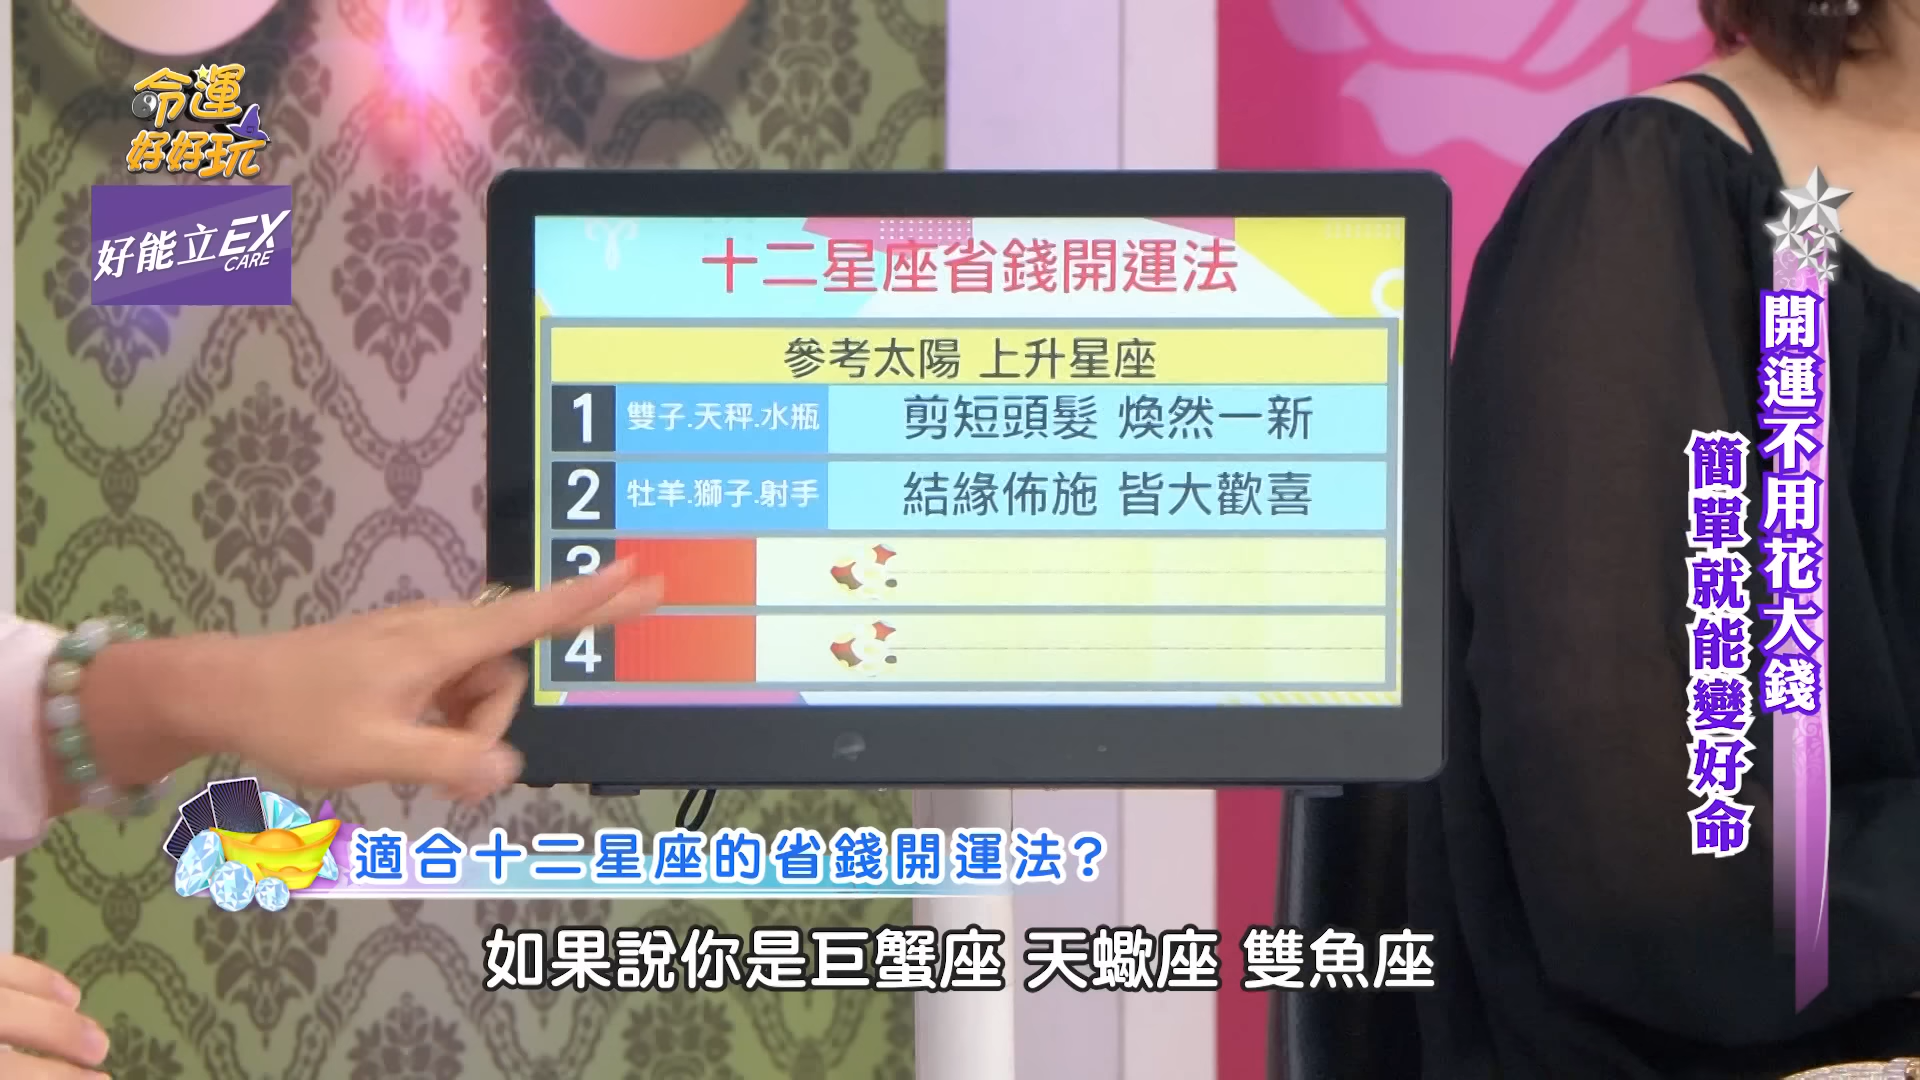 命運
好好玩
好能立EX
CARE
十二星座省錢開運法
參考太陽 上升星座
1 雙子.天秤.水瓶 剪短頭髮 煥然一新
2 牡羊.獅子.射手 結緣佈施 皆大歡喜
3
4
開運不用花大錢
簡單就能變好命
適合十二星座的省錢開運法?
如果說你是巨蟹座 天蠍座 雙魚座